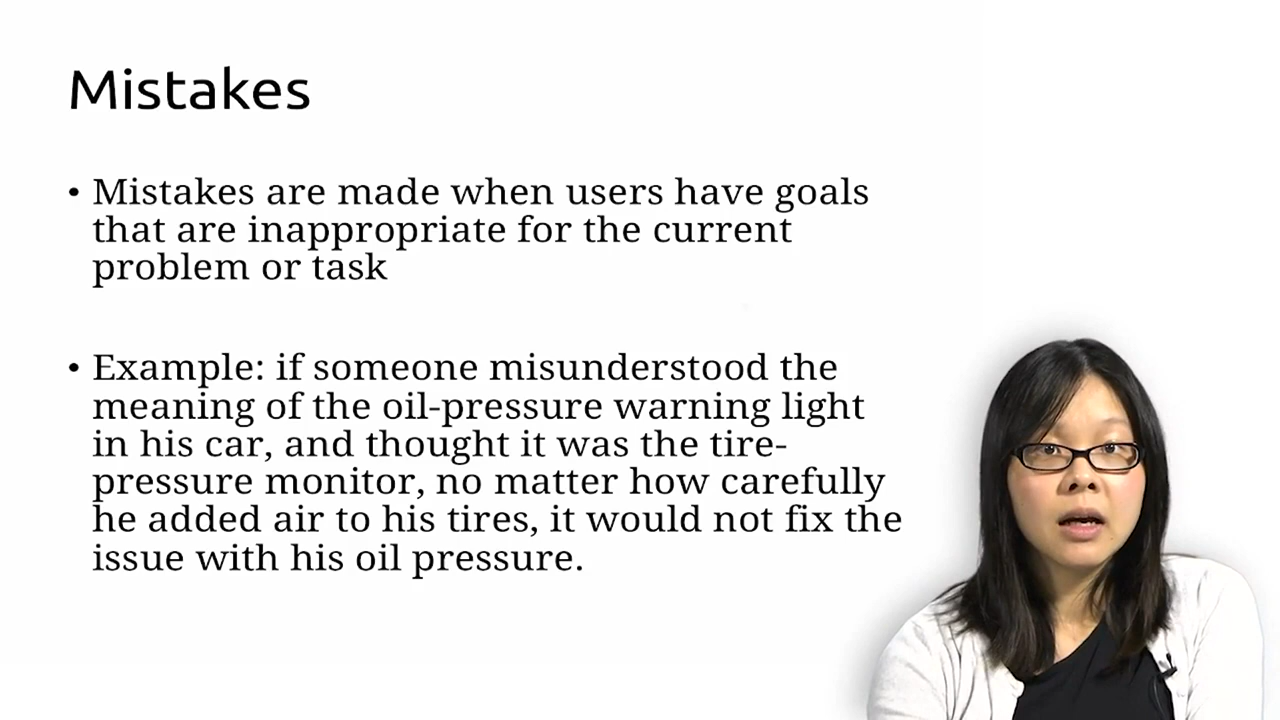 Mistakes
• Mistakes are made when users have goals
that are inappropriate for the current
problem or task
• Example: if someone misunderstood the
meaning of the oil-pressure warning light
in his car, and thought it was the tire-
pressure monitor, no matter how carefully
he added air to his tires, it would not fix the
issue with his oil pressure.